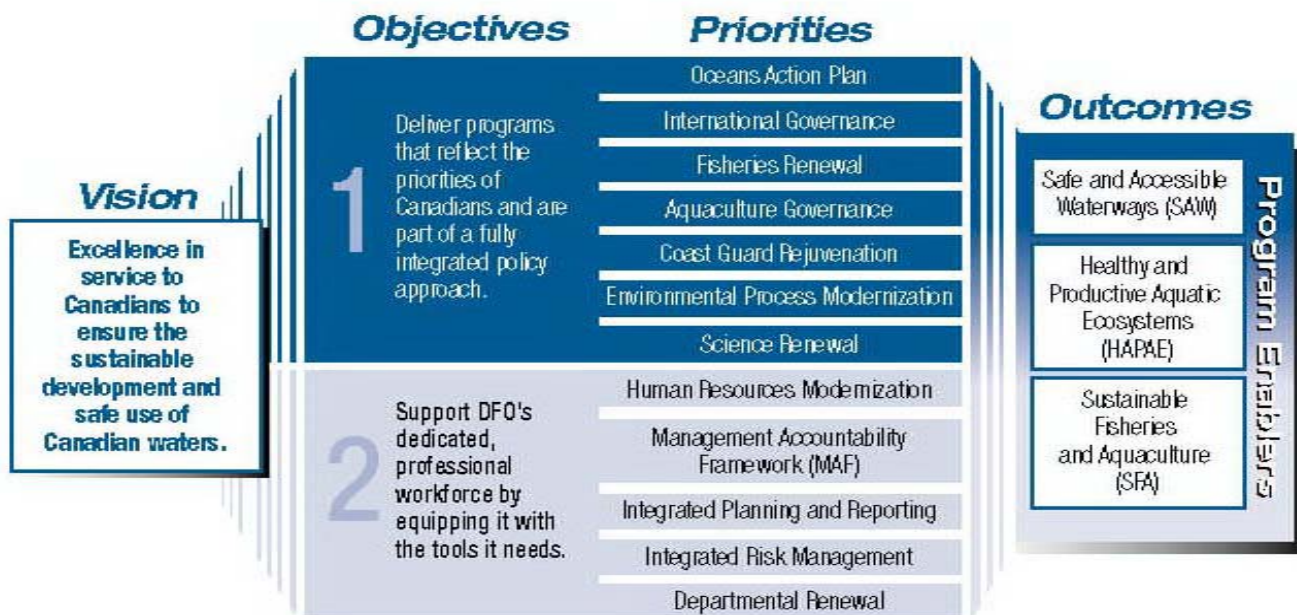 Vision
Excellence in
service to
Canadians to
ensure the
sustainable
development and
safe use of
Canadian waters.
Objectives
1
Deliver programs
that reflect the
priorities of
Canadians and are
part of a fully
integrated policy
approach.
2
Support DFO's
dedicated,
professional
workforce by
equipping it with
the tools it needs.
Priorities
Oceans Action Plan
International Governance
Fisheries Renewal
Aquaculture Governance
Coast Guard Rejuvenation
Environmental Process Modernization
Science Renewal
Human Resources Modernization
Management Accountability
Framework (MAF)
Integrated Planning and Reporting
Integrated Risk Management
Departmental Renewal
Outcomes
Safe and Accessible
Waterways (SAW)
Healthy and
Productive Aquatic
Ecosystems
(HAPAE)
Sustainable
Fisheries
and Aquaculture
(SFA)
Program Enablers